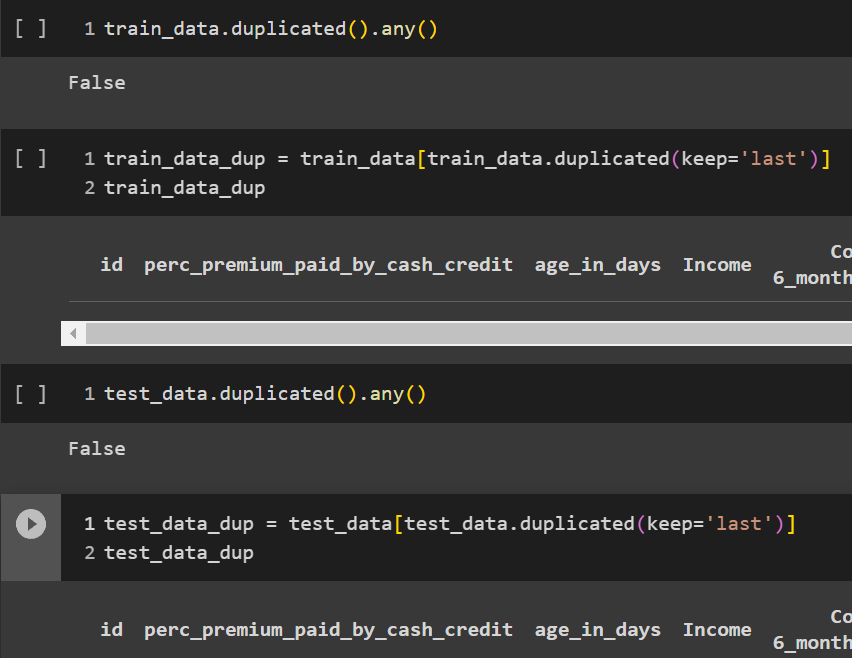 [ ] 1 train_data.duplicated().any()
False
[ ] 1 train_data_dup = train_data[train_data.duplicated(keep='last')]
2 train_data_dup
id perc_premium_paid_by_cash_credit age_in_days Income Co
6_month
[ ] 1 test_data.duplicated().any()
False
1 test_data_dup = test_data[test_data.duplicated(keep='last')]
2 test_data_dup
id perc_premium_paid_by_cash_credit age_in_days Income Co
6_month